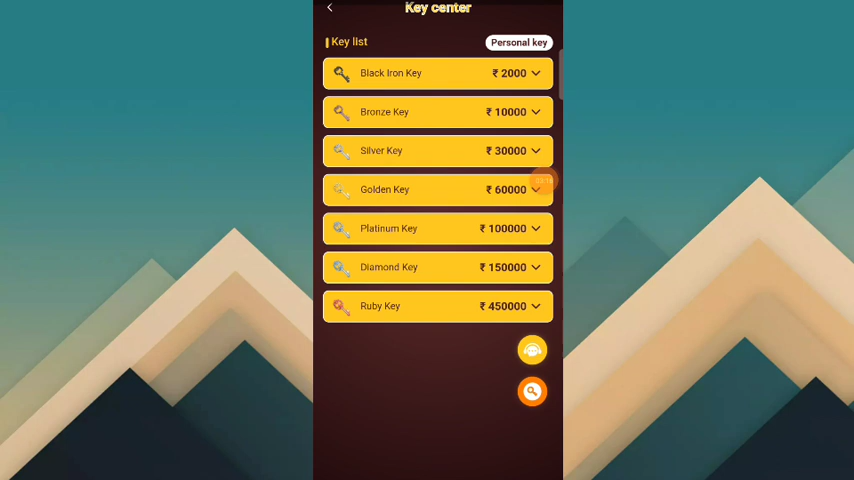 Key center
Key list
Personal key
Black Iron Key ₹ 2000
Bronze Key ₹ 10000
Silver Key ₹ 30000
Golden Key ₹ 60000
Platinum Key ₹ 100000
Diamond Key ₹ 150000
Ruby Key ₹ 450000